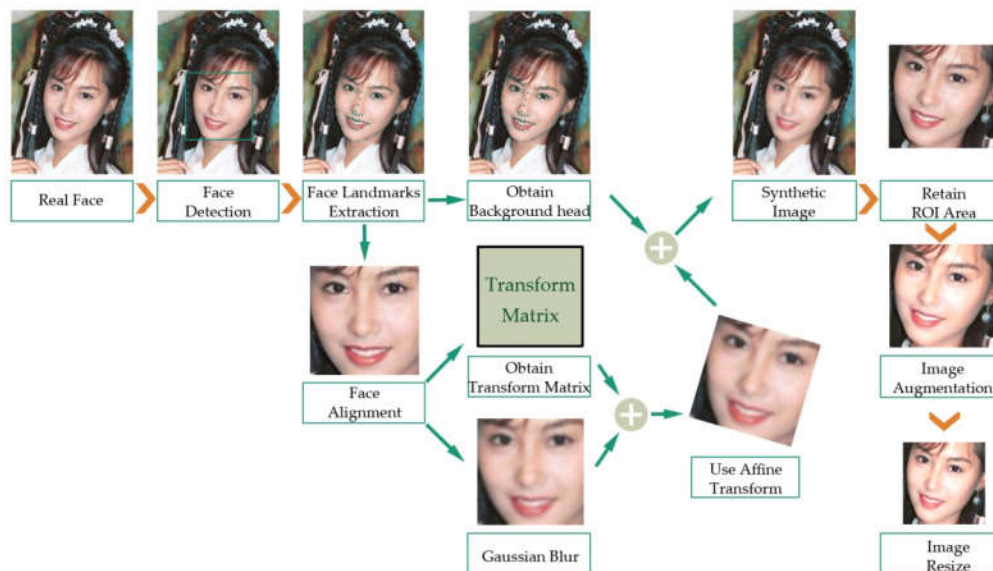 Real Face
Face
Detection
Face Landmarks
Extraction
Obtain
Background head
Synthetic
Image
Retain
ROI Area
Transform
Matrix
Face
Alignment
Obtain
Transform Matrix
Image
Augmentation
Use Affine
Transform
Gaussian Blur
Image
Resize